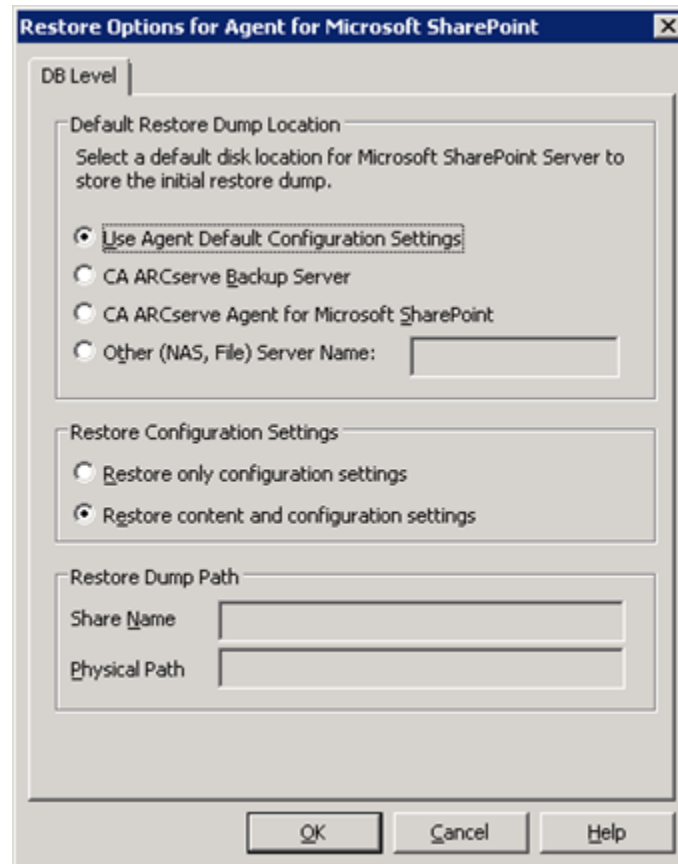 Restore Options for Agent for Microsoft SharePoint
DB Level
Default Restore Dump Location
Select a default disk location for Microsoft SharePoint Server to
store the initial restore dump.
Use Agent Default Configuration Settings
CA ARCserve Backup Server
CA ARCserve Agent for Microsoft SharePoint
Other (NAS, File) Server Name:
Restore Configuration Settings
Restore only configuration settings
Restore content and configuration settings
Restore Dump Path
Share Name
Physical Path
OK
Cancel
Help